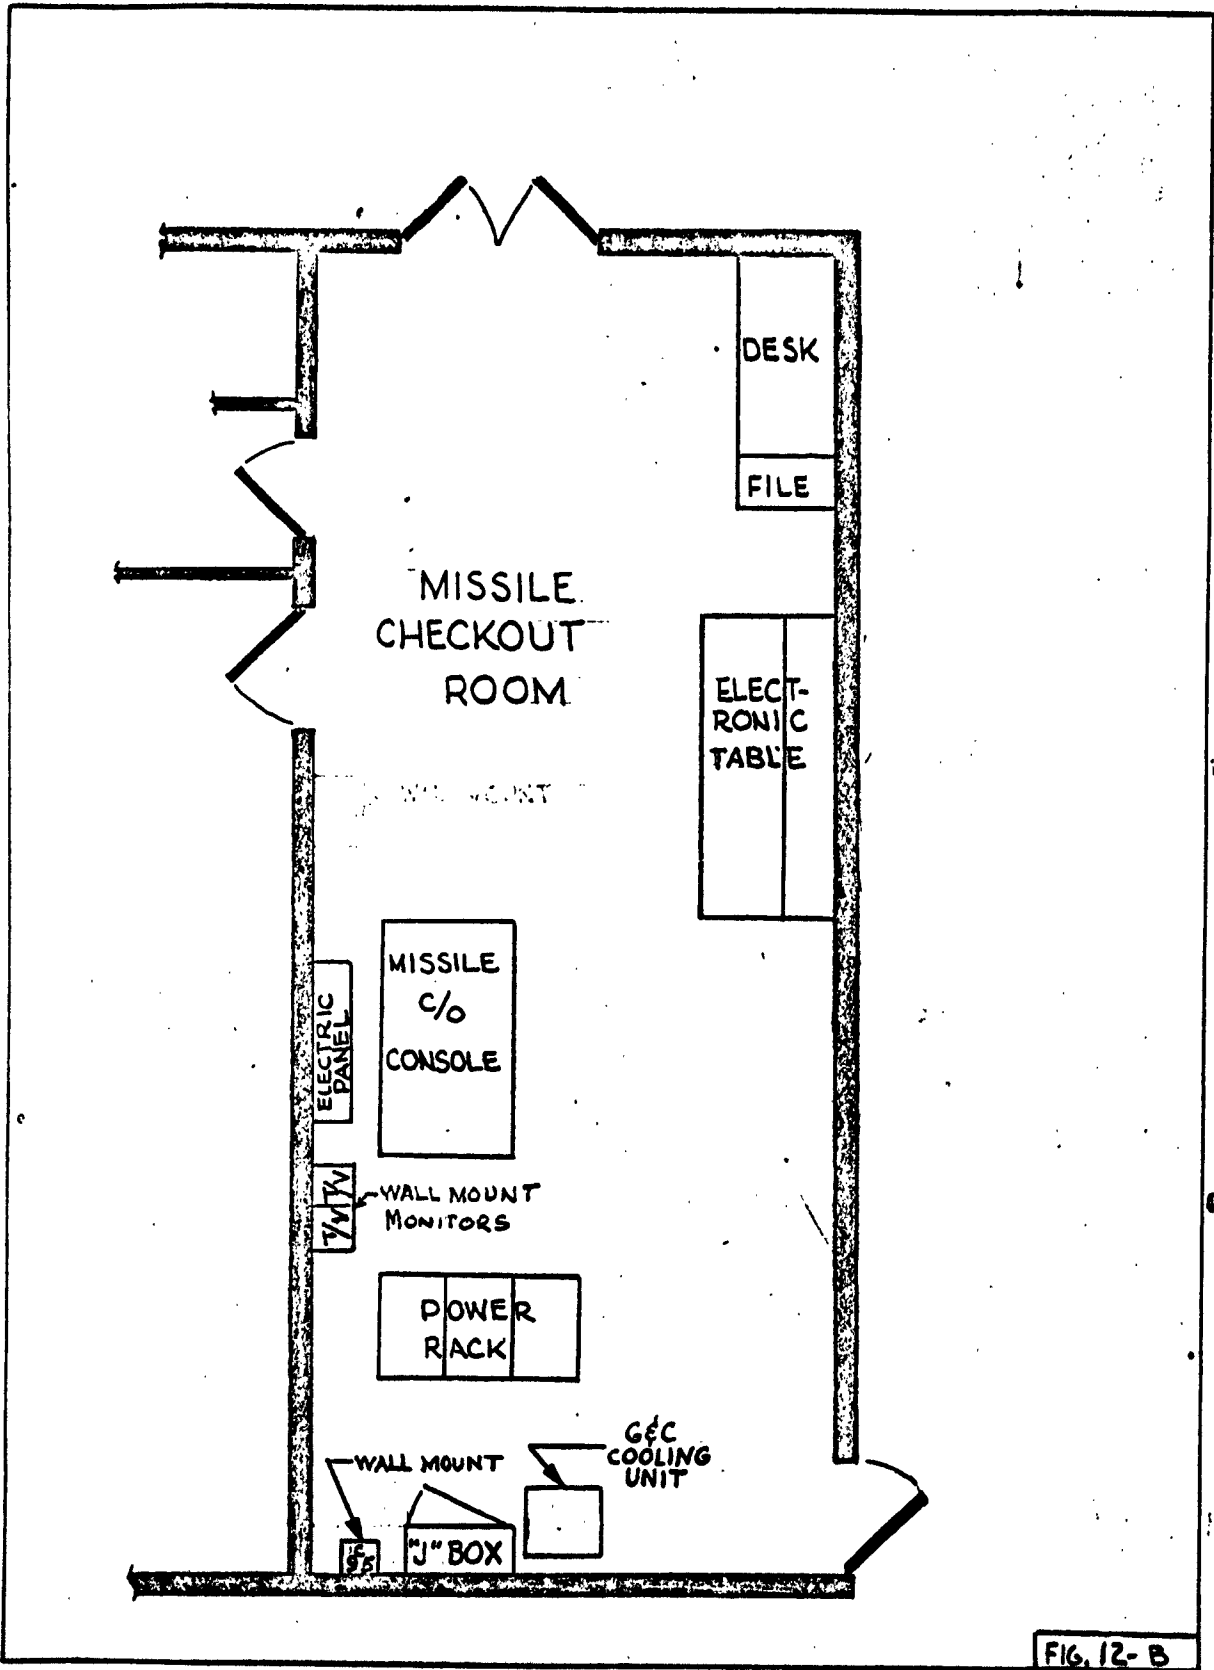 DESK
FILE
MISSILE
CHECKOUT
ROOM
ELECT-
RONIC
TABLE
MOUNT
MISSILE
C/O
CONSOLE
ELECTRIC
PANEL
T/V
T/V
WALL MOUNT
MONITORS
POWER
RACK
G&C
COOLING
UNIT
WALL MOUNT
"J" BOX
FIG. 12-B